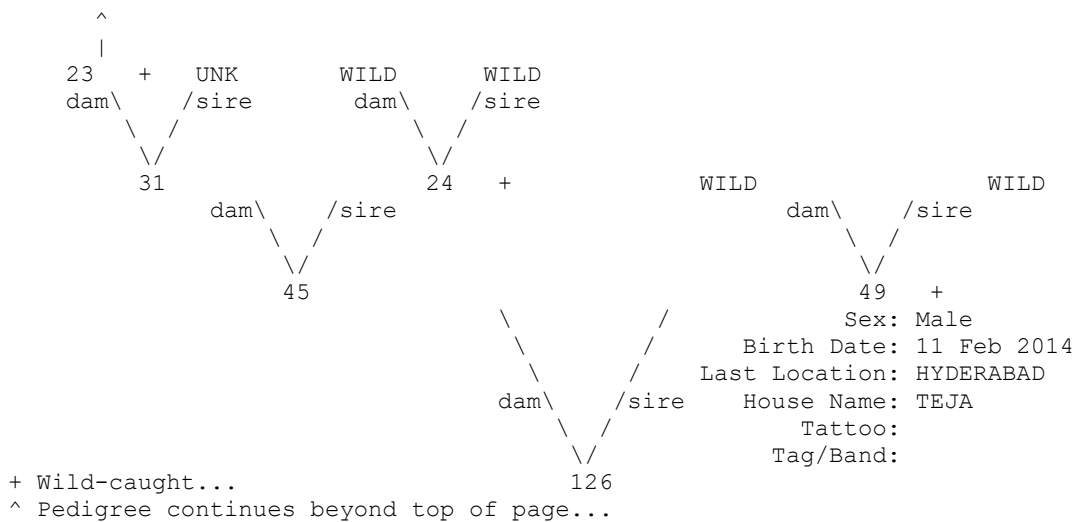 ^
|
23 + UNK WILD WILD
dam\ /sire dam\ /sire
\ / \ /
\/ \/
31 24 + WILD WILD
dam\ /sire dam\ /sire
\ / \ /
\/ \/
45 49 +
\ / Sex: Male
\ / Birth Date: 11 Feb 2014
\ / Last Location: HYDERABAD
dam\ /sire House Name: TEJA
\ / Tattoo:
\/ Tag/Band:
+ Wild-caught... 126
^ Pedigree continues beyond top of page...